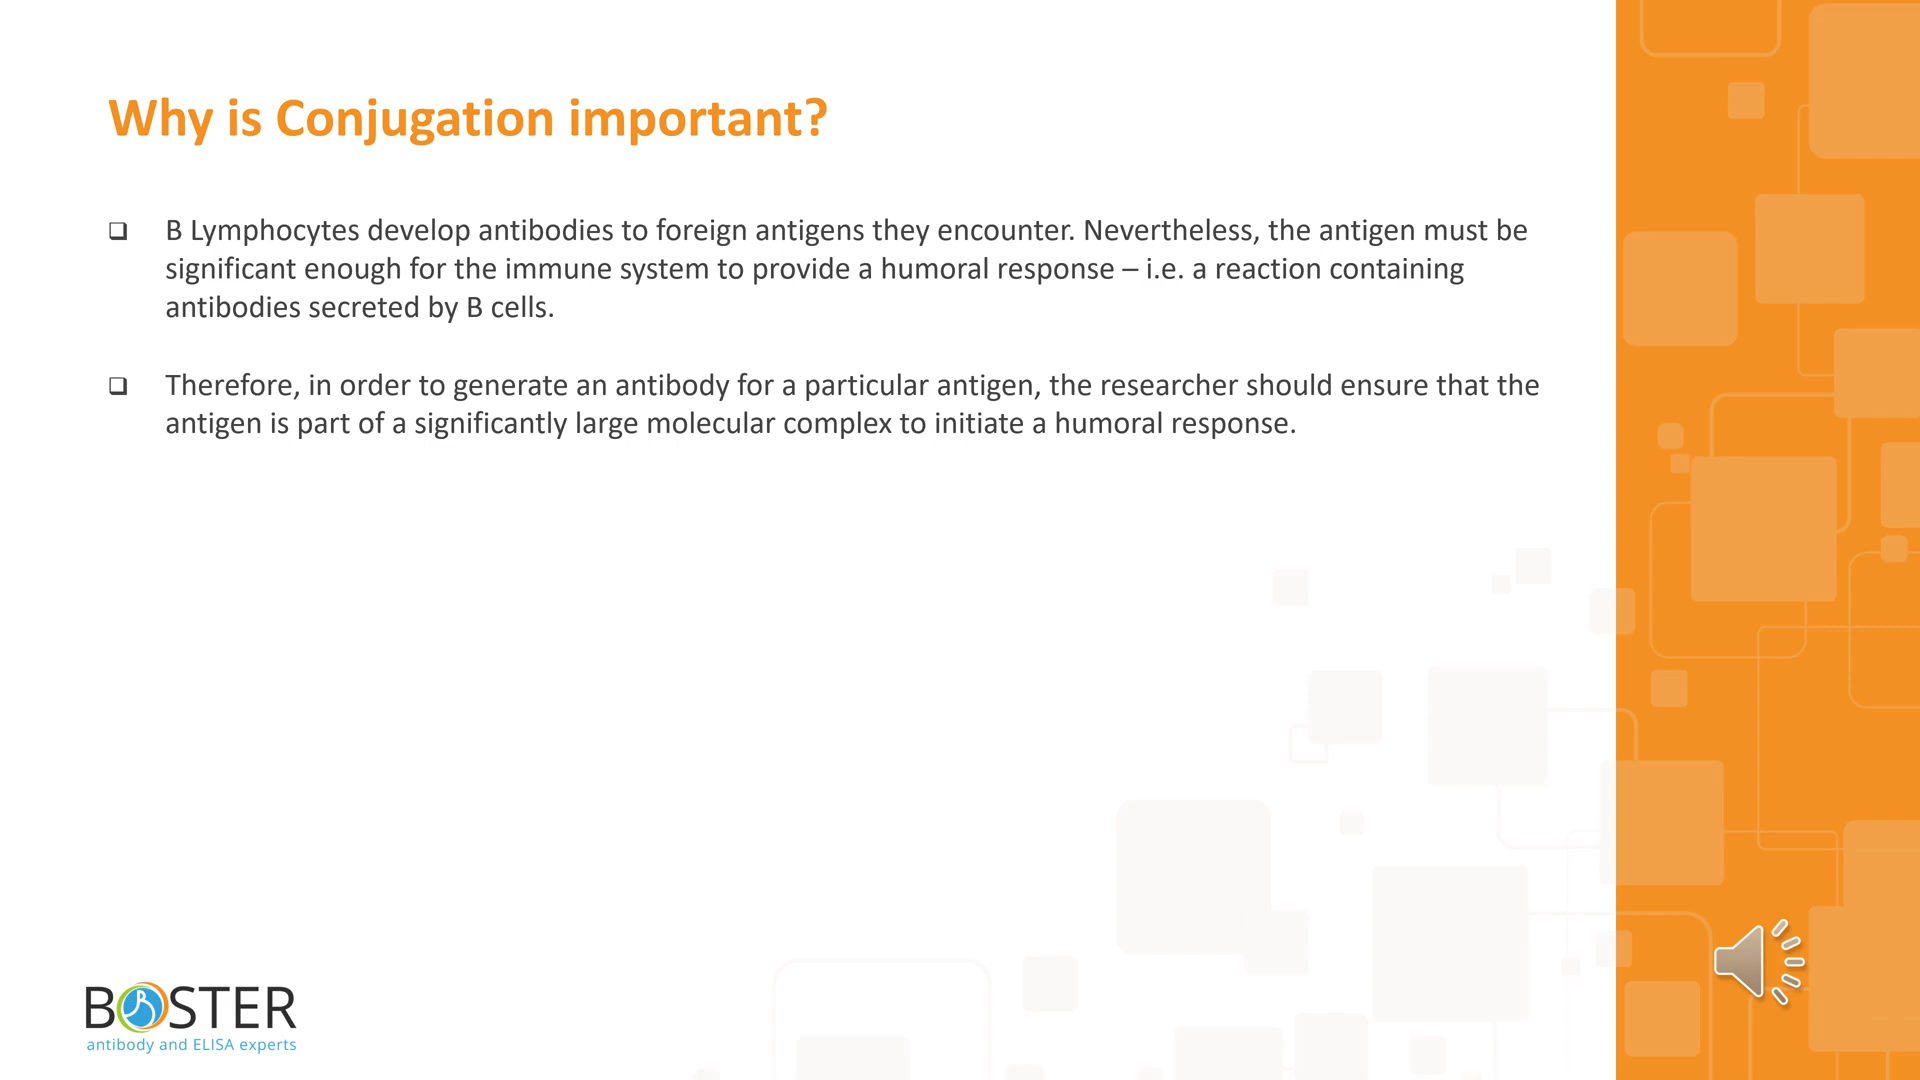 Why is Conjugation important?
❑ B Lymphocytes develop antibodies to foreign antigens they encounter. Nevertheless, the antigen must be
significant enough for the immune system to provide a humoral response – i.e. a reaction containing
antibodies secreted by B cells.
❑ Therefore, in order to generate an antibody for a particular antigen, the researcher should ensure that the
antigen is part of a significantly large molecular complex to initiate a humoral response.
BOSTER
antibody and ELISA experts